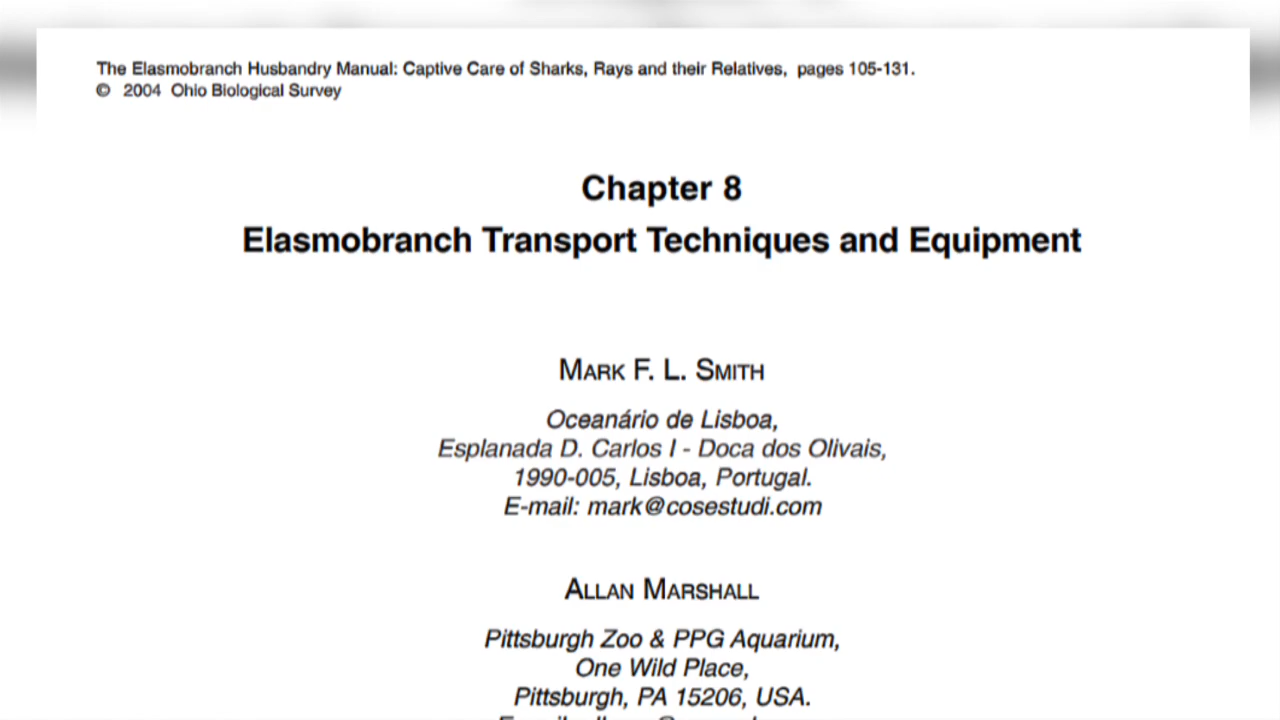 The Elasmobranch Husbandry Manual: Captive Care of Sharks, Rays and their Relatives, pages 105-131.
© 2004 Ohio Biological Survey
Chapter 8
Elasmobranch Transport Techniques and Equipment
MARK F. L. SMITH
Oceanário de Lisboa,
Esplanada D. Carlos I - Doca dos Olivais,
1990-005, Lisboa, Portugal.
E-mail: mark@cosestudi.com
ALLAN MARSHALL
Pittsburgh Zoo & PPG Aquarium,
One Wild Place,
Pittsburgh, PA 15206, USA.